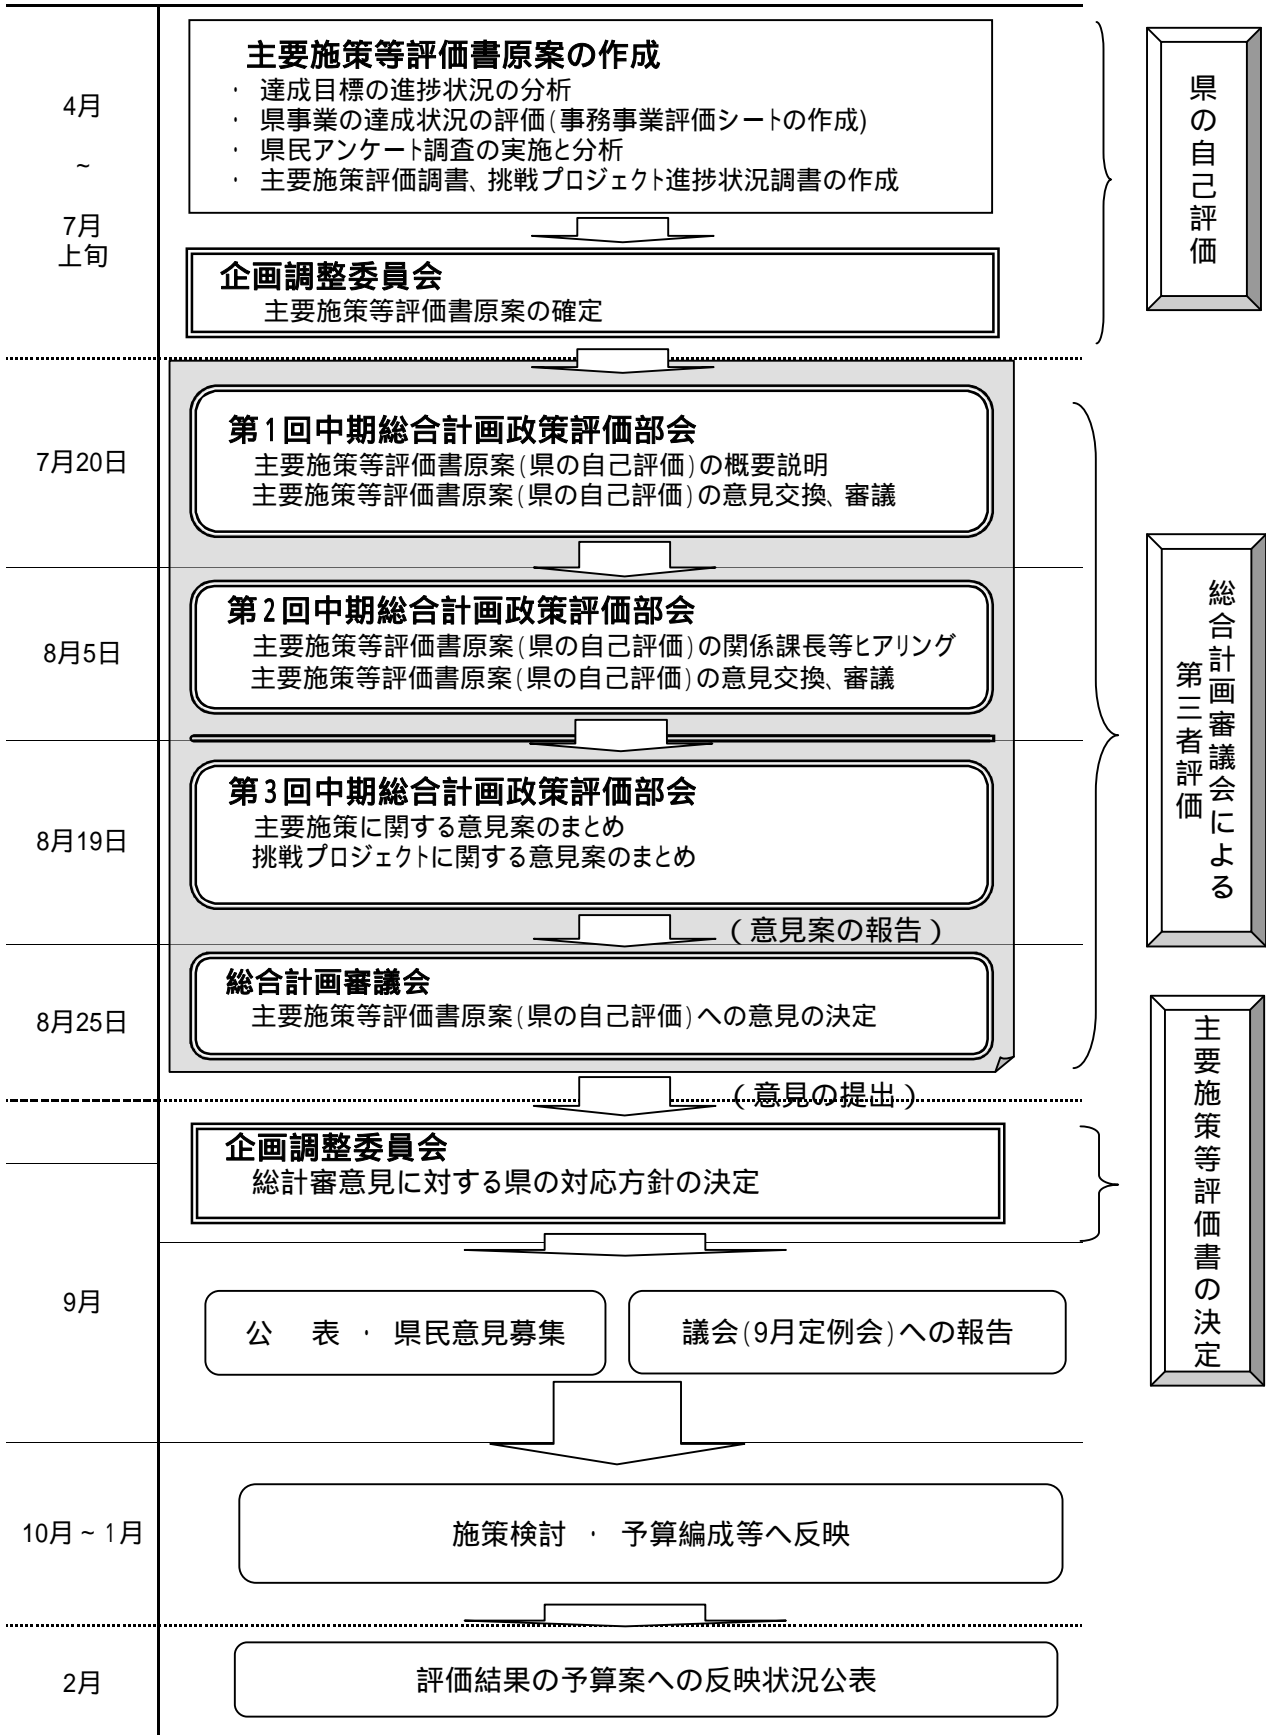 4月
~
7月
上旬
主要施策等評価書原案の作成
・ 達成目標の進捗状況の分析
・ 県事業の達成状況の評価(事務事業評価シートの作成)
・ 県民アンケート調査の実施と分析
・ 主要施策評価調書、挑戦プロジェクト進捗状況調書の作成
企画調整委員会
主要施策等評価書原案の確定
県の自己評価
7月20日
第1回中期総合計画政策評価部会
主要施策等評価書原案(県の自己評価)の概要説明
主要施策等評価書原案(県の自己評価)の意見交換、審議
8月5日
第2回中期総合計画政策評価部会
主要施策等評価書原案(県の自己評価)の関係課長等ヒアリング
主要施策等評価書原案(県の自己評価)の意見交換、審議
8月19日
第3回中期総合計画政策評価部会
主要施策に関する意見案のまとめ
挑戦プロジェクトに関する意見案のまとめ
(意見案の報告)
8月25日
総合計画審議会
主要施策等評価書原案(県の自己評価)への意見の決定
総合計画審議会による
第三者評価
(意見の提出)
企画調整委員会
総計審意見に対する県の対応方針の決定
主要施策等評価書の決定
9月
公 表 ・ 県民意見募集
議会(9月定例会)への報告
10月~1月
施策検討 ・ 予算編成等へ反映
2月
評価結果の予算案への反映状況公表